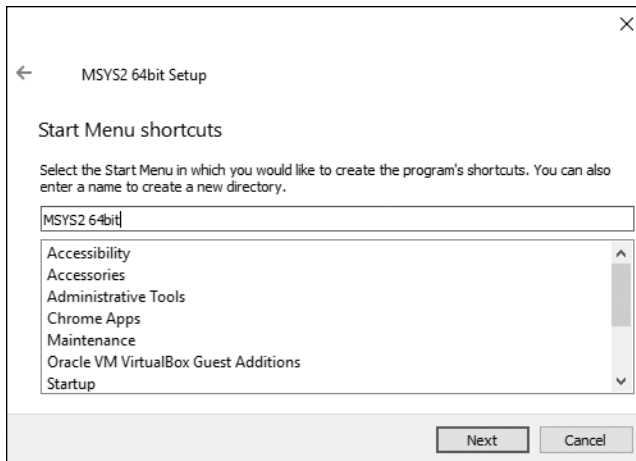 MSYS2 64bit Setup
Start Menu shortcuts
Select the Start Menu in which you would like to create the program's shortcuts. You can also
enter a name to create a new directory.
MSYS2 64bit
Accessibility
Accessories
Administrative Tools
Chrome Apps
Maintenance
Oracle VM VirtualBox Guest Additions
Startup
Next Cancel